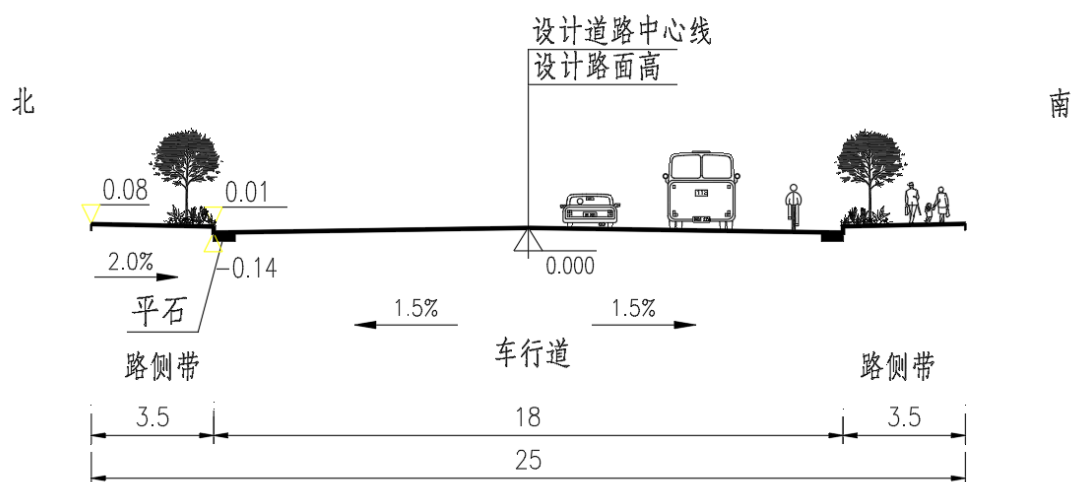 设计道路中心线
设计路面高
北
南
0.08
0.01
0.000
2.0%
-0.14
平石
1.5%
1.5%
车行道
路侧带
路侧带
3.5
18
3.5
25